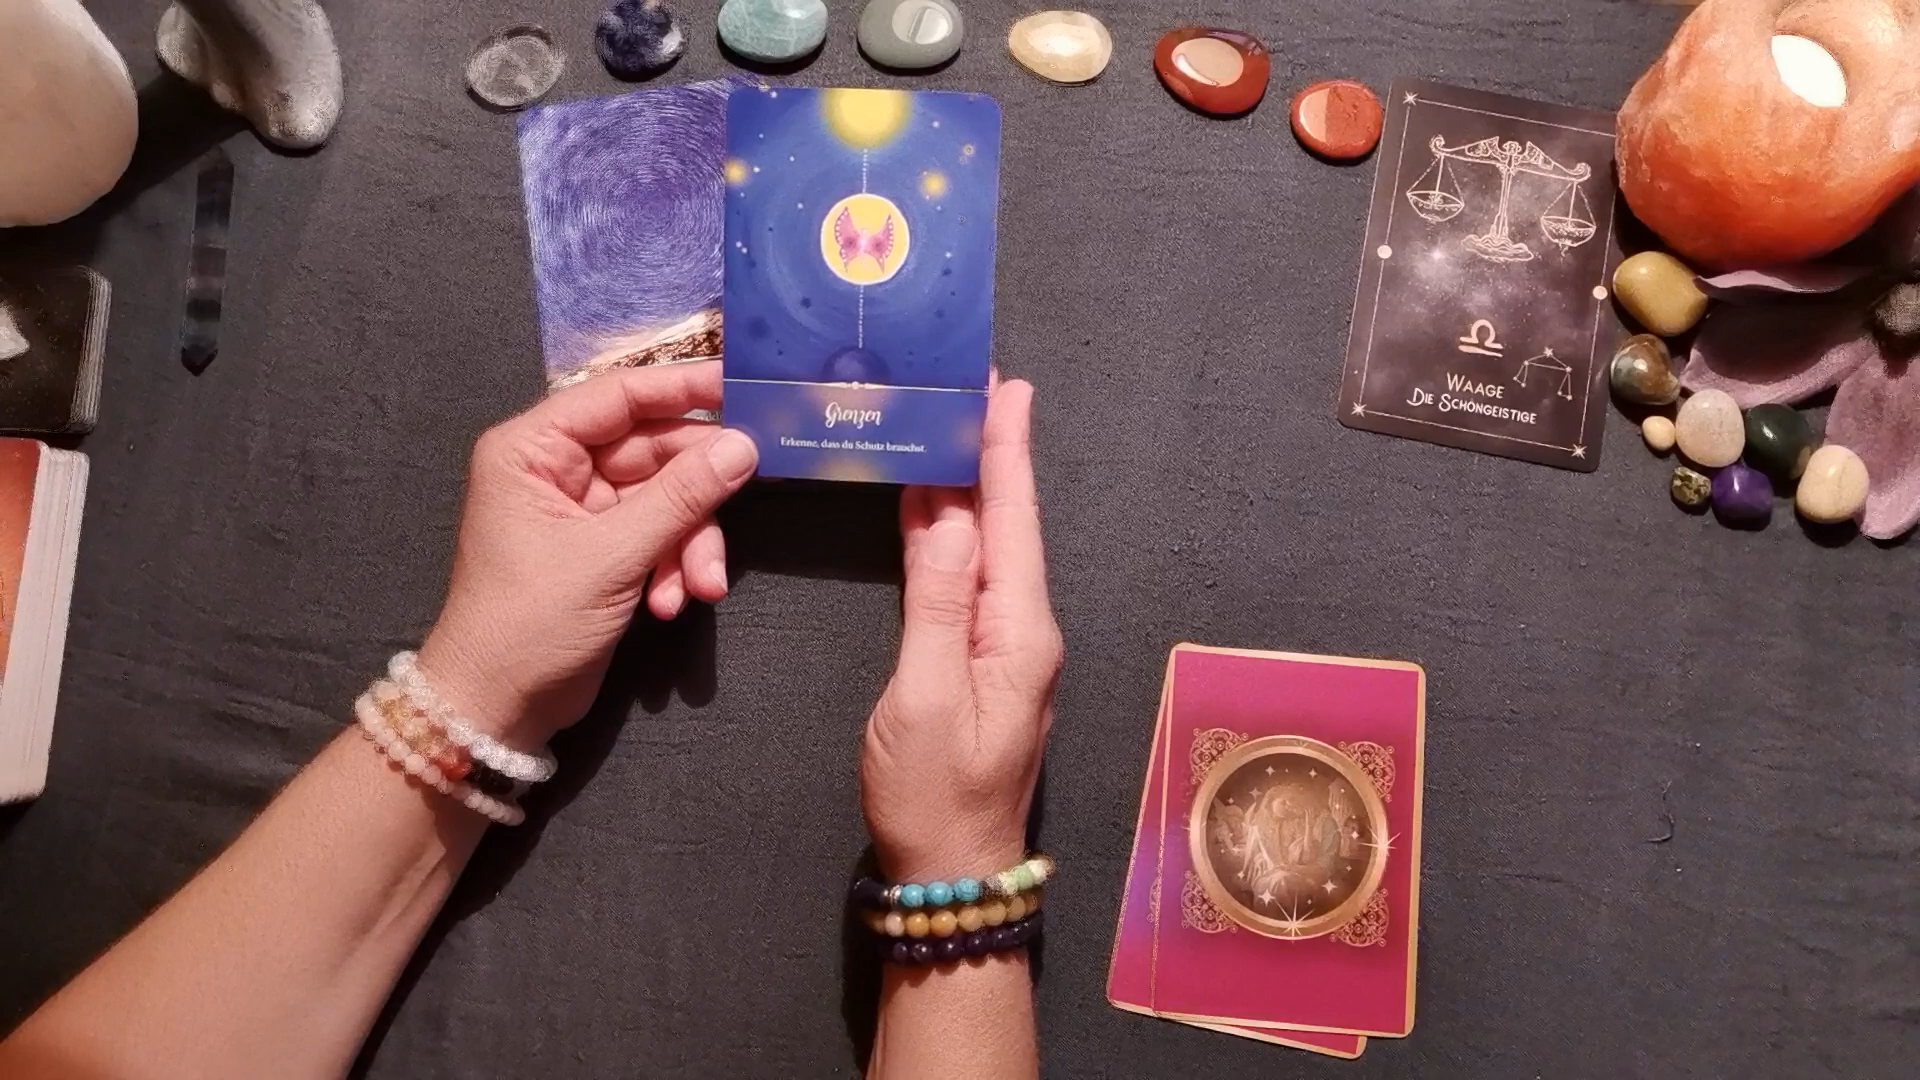 Grenzen
Erkenne, dass du Schutz brauchst.
WAAGE
DIE SCHÖNGEISTIGE